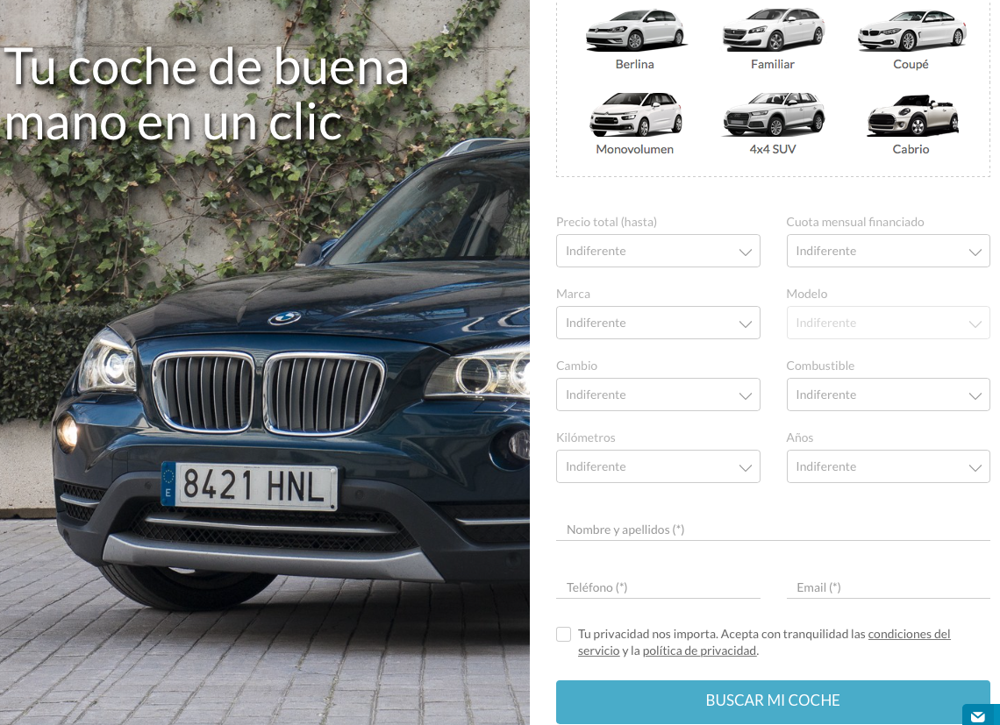 Tu coche de buena
mano en un clic
E 8421 HNL
Berlina
Familiar
Coupé
Monovolumen
4x4 SUV
Cabrio
Precio total (hasta)
Cuota mensual financiado
Indiferente
Indiferente
Marca
Modelo
Indiferente
Indiferente
Cambio
Combustible
Indiferente
Indiferente
Kilómetros
Años
Indiferente
Indiferente
Nombre y apellidos (*)
Teléfono (*)
Email (*)
Tu privacidad nos importa. Acepta con tranquilidad las condiciones del
servicio y la política de privacidad.
BUSCAR MI COCHE